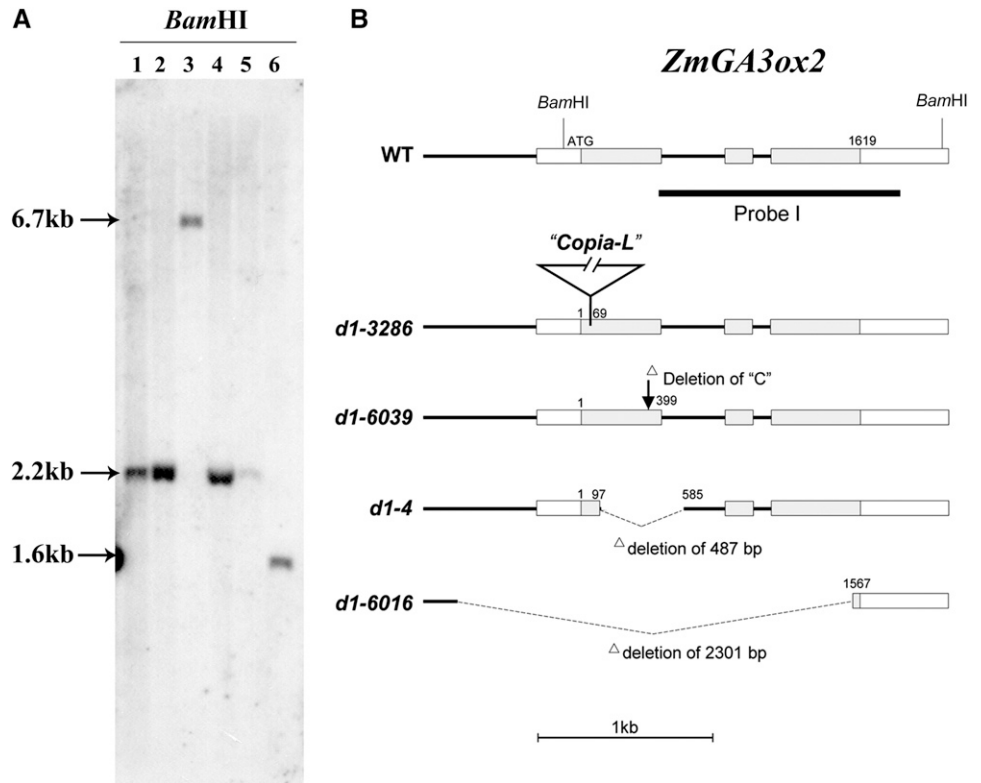 A
BamHI
1 2 3 4 5 6
6.7kb
2.2kb
1.6kb
B
ZmGA3ox2
BamHI
BamHI
ATG
1619
WT
Probe I
“Copia-L”
1 69
d1-3286
△ Deletion of “C”
1
399
d1-6039
1 97
585
d1-4
△ deletion of 487 bp
1567
d1-6016
△ deletion of 2301 bp
1kb